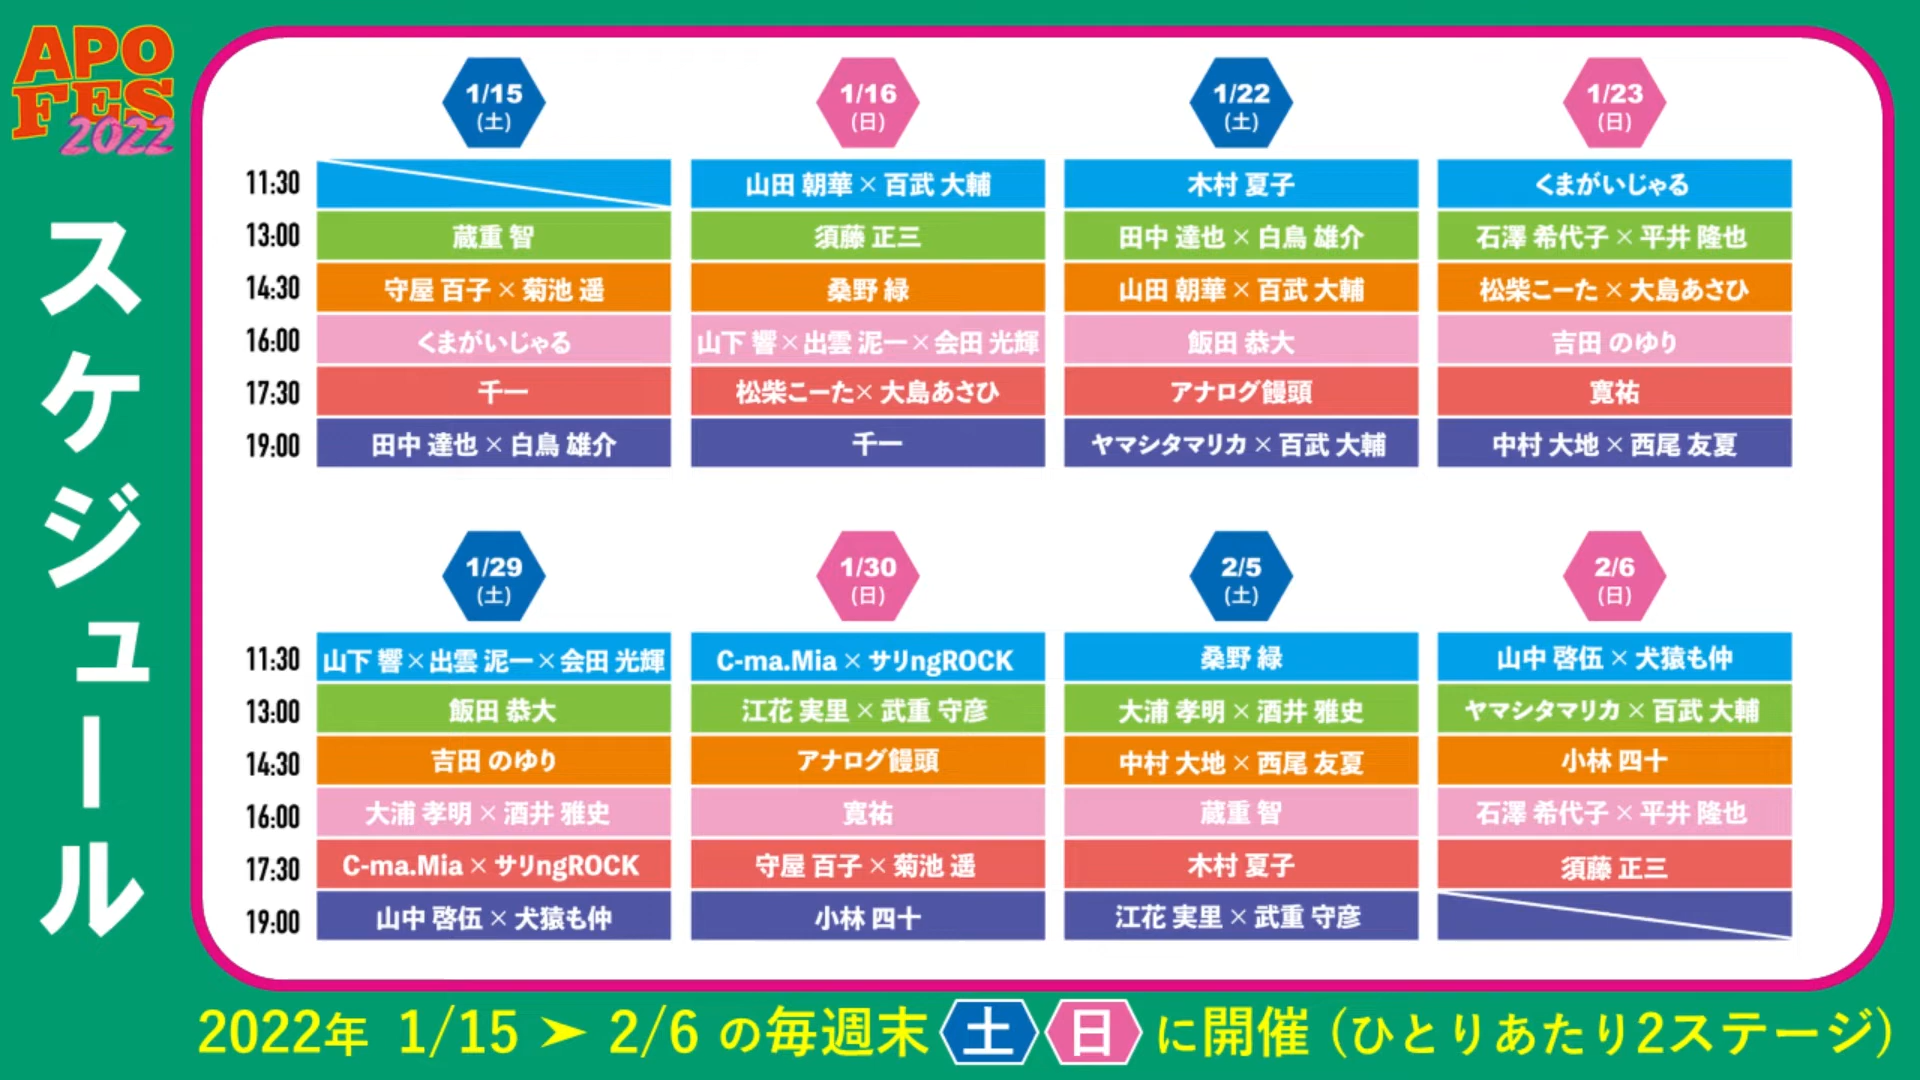 APO
FES
2022
スケジュール
1/15
(土)
1/16
(日)
1/22
(土)
1/23
(日)
11:30
山田 朝華 × 百武 大輔
木村 夏子
くまがいじゃる
13:00
蔵重 智
須藤 正三
田中 達也 × 白鳥 雄介
石澤 希代子 × 平井 隆也
14:30
守屋 百子 × 菊池 遥
桑野 緑
山田 朝華 × 百武 大輔
松柴こーた × 大島あさひ
16:00
くまがいじゃる
山下 響 × 出雲 泥一 × 会田 光輝
飯田 恭大
吉田 のゆり
17:30
千一
松柴こーた × 大島あさひ
アナログ饅頭
寛祐
19:00
田中 達也 × 白鳥 雄介
千一
ヤマシタマリカ × 百武 大輔
中村 大地 × 西尾 友夏
1/29
(土)
1/30
(日)
2/5
(土)
2/6
(日)
11:30
山下 響 × 出雲 泥一 × 会田 光輝
C-ma.Mia × サリngROCK
桑野 緑
山中 啓伍 × 犬猿も仲
13:00
飯田 恭大
江花 実里 × 武重 守彦
大浦 孝明 × 酒井 雅史
ヤマシタマリカ × 百武 大輔
14:30
吉田 のゆり
アナログ饅頭
中村 大地 × 西尾 友夏
小林 四十
16:00
大浦 孝明 × 酒井 雅史
寛祐
蔵重 智
石澤 希代子 × 平井 隆也
17:30
C-ma.Mia × サリngROCK
守屋 百子 × 菊池 遥
木村 夏子
須藤 正三
19:00
山中 啓伍 × 犬猿も仲
小林 四十
江花 実里 × 武重 守彦
2022年 1/15 ➤ 2/6 の毎週末 土 日 に開催 (ひとりあたり2ステージ)